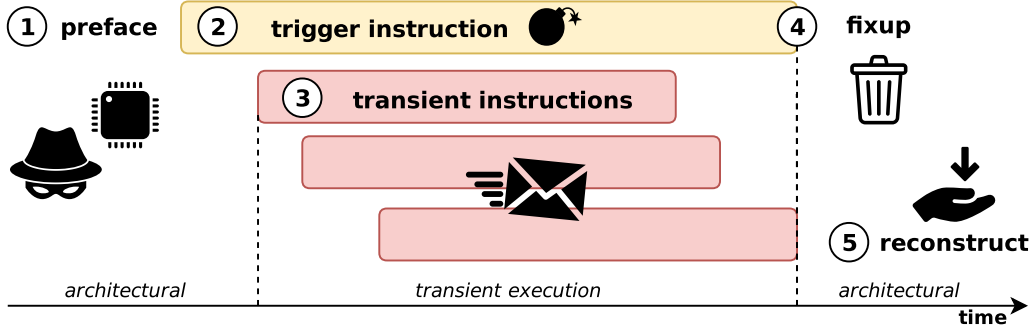 1 preface
2 trigger instruction
4 fixup
3 transient instructions
5 reconstruct
architectural
transient execution
architectural
time